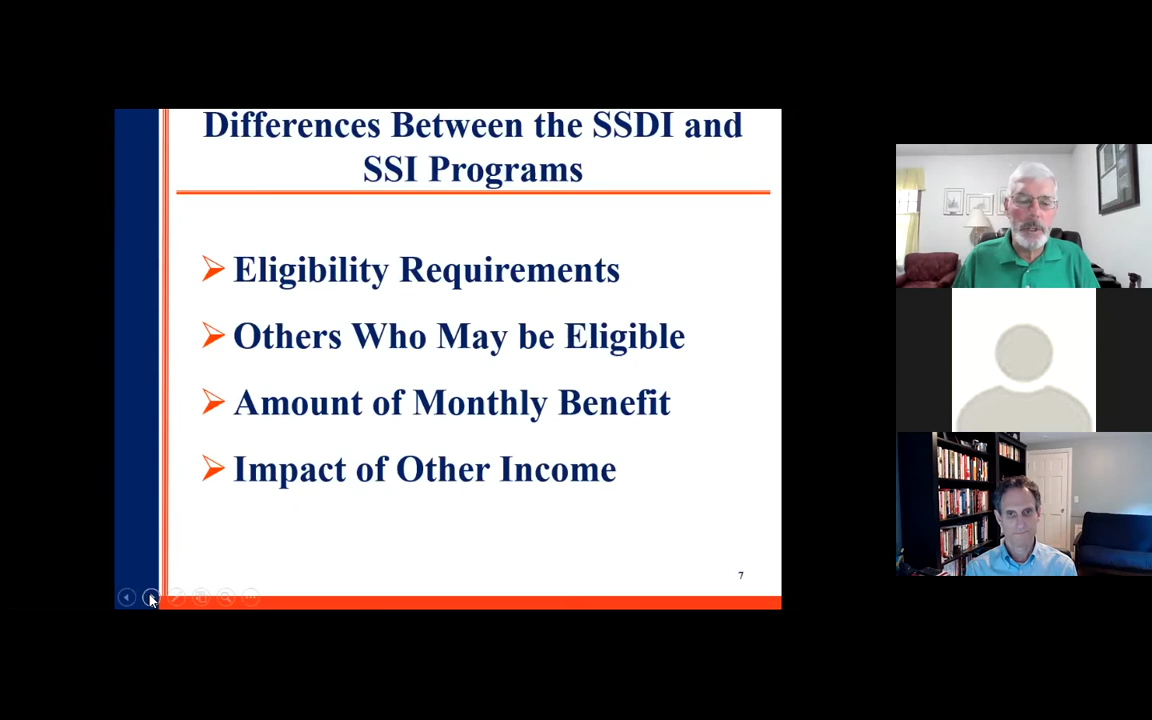 Differences Between the SSDI and
SSI Programs
Eligibility Requirements
Others Who May be Eligible
Amount of Monthly Benefit
Impact of Other Income
7